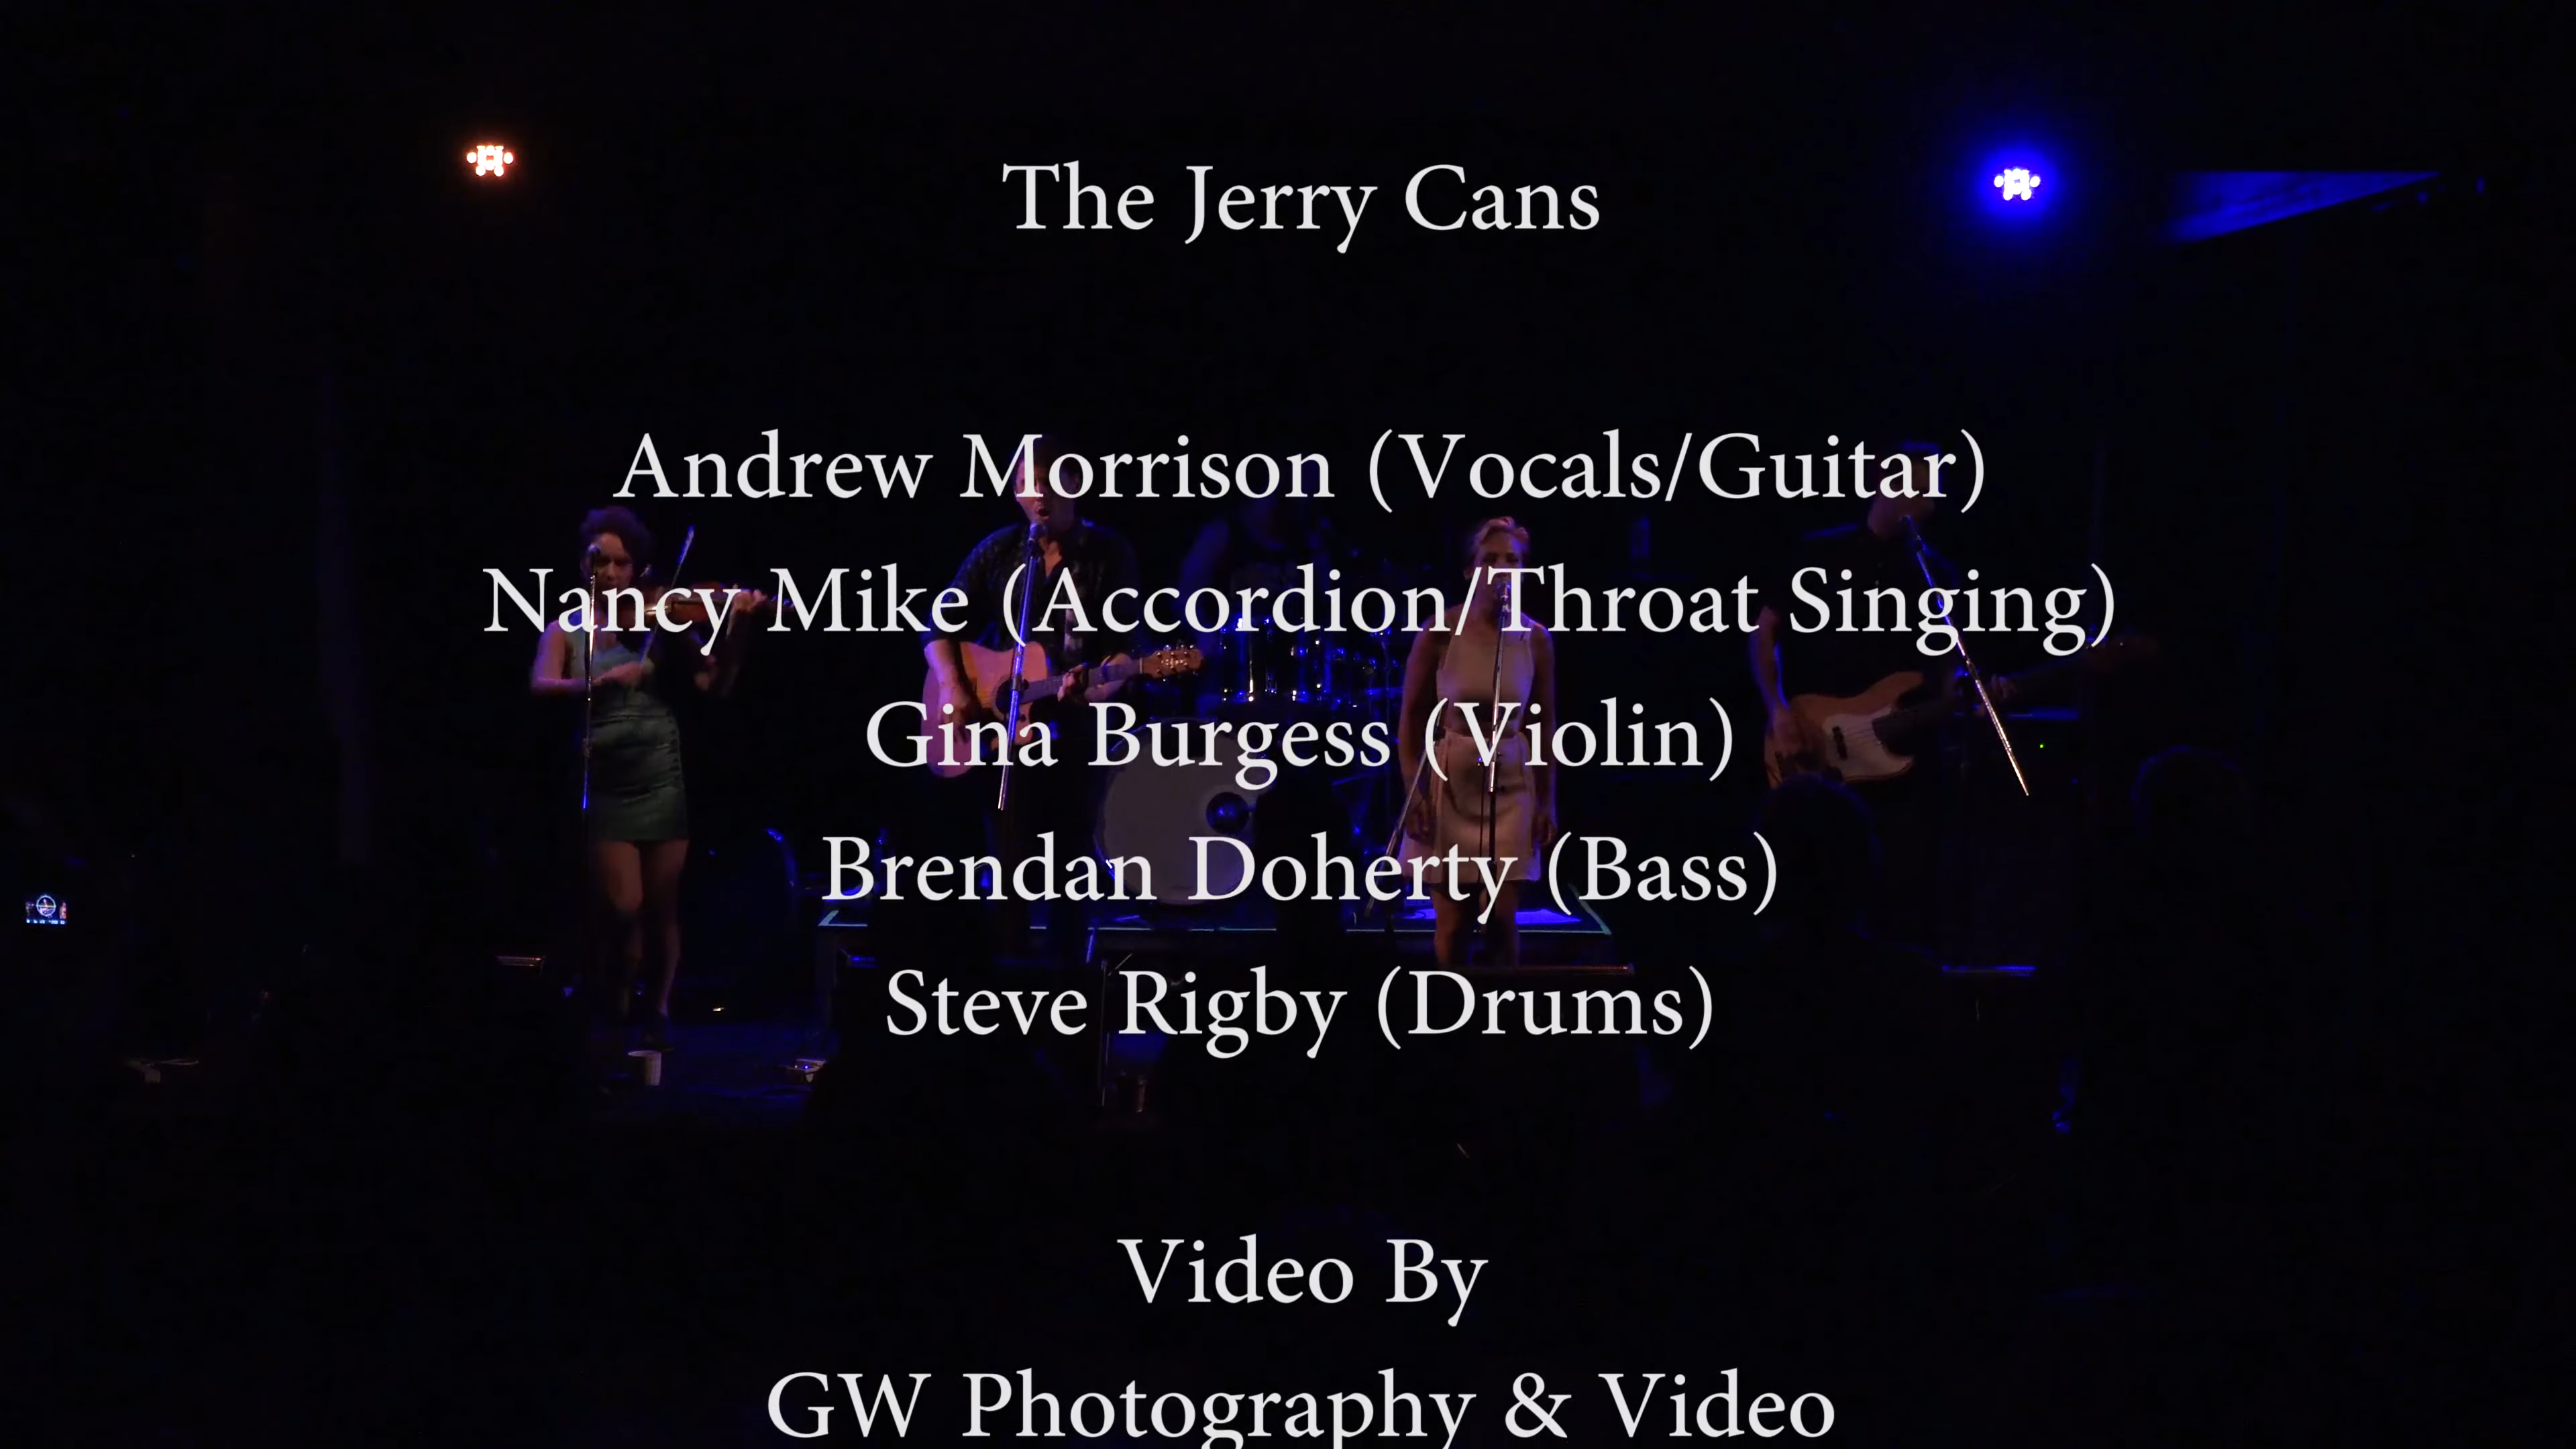 The Jerry Cans
Andrew Morrison (Vocals/Guitar)
Nancy Mike (Accordion/Throat Singing)
Gina Burgess (Violin)
Brendan Doherty (Bass)
Steve Rigby (Drums)
Video By
GW Photography & Video